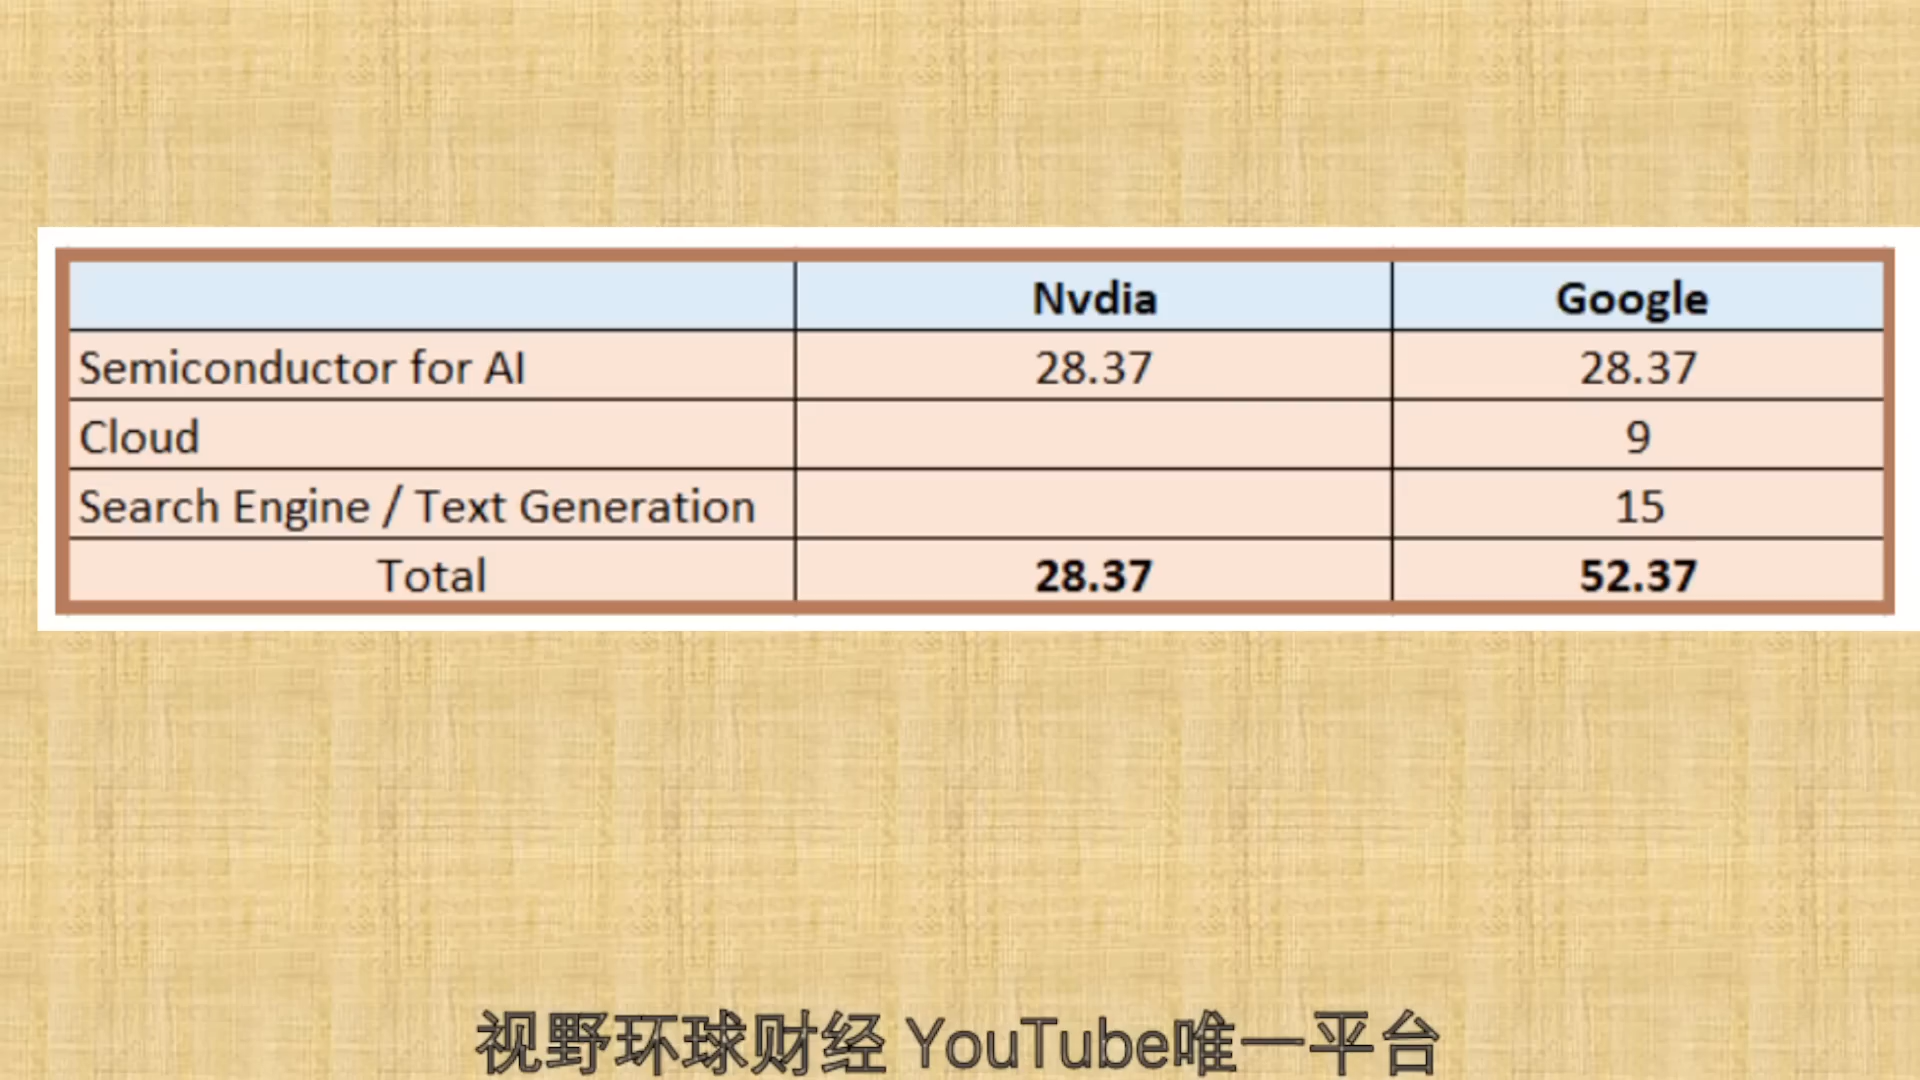 Nvdia Google
Semiconductor for AI 28.37 28.37
Cloud 9
Search Engine / Text Generation 15
Total 28.37 52.37
视野环球财经 YouTube唯一平台